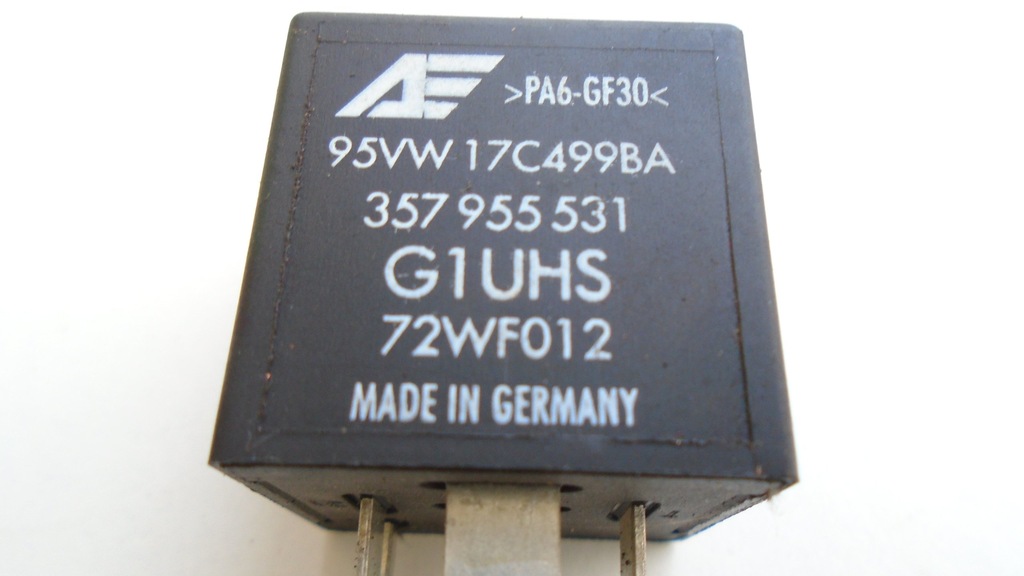 AE >PA6-GF30<
95VW 17C499BA
357 955 531
G1UHS
72WF012
MADE IN GERMANY